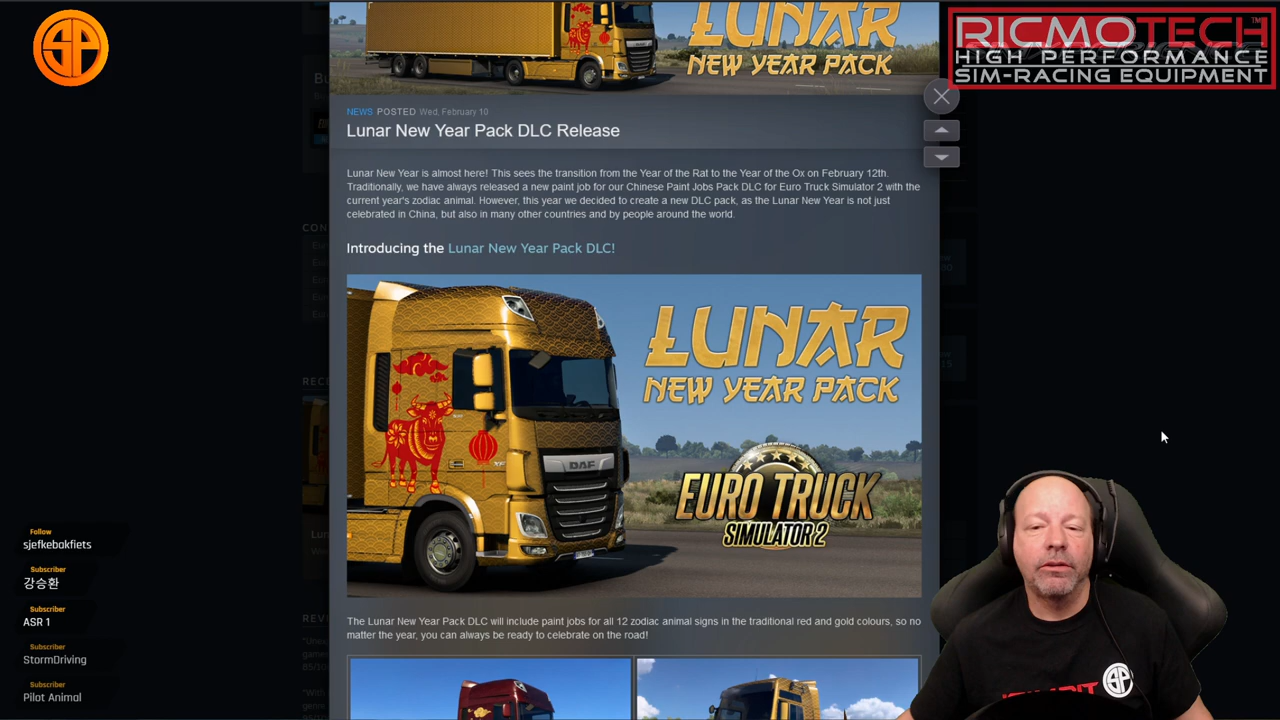 SP
LUNAR
NEW YEAR PACK
RICMOTECH™
HIGH PERFORMANCE
SIM-RACING EQUIPMENT
NEWS POSTED Wed, February 10
Lunar New Year Pack DLC Release
Lunar New Year is almost here! This sees the transition from the Year of the Rat to the Year of the Ox on February 12th.
Traditionally, we have always released a new paint job for our Chinese Paint Jobs Pack DLC for Euro Truck Simulator 2 with the
current year's zodiac animal. However, this year we decided to create a new DLC pack, as the Lunar New Year is not just
celebrated in China, but also in many other countries and by people around the world.
Introducing the Lunar New Year Pack DLC!
LUNAR
NEW YEAR PACK
DAF
EURO TRUCK
SIMULATOR 2
The Lunar New Year Pack DLC will include paint jobs for all 12 zodiac animal signs in the traditional red and gold colours, so no
matter the year, you can always be ready to celebrate on the road!
Follow
sjefkebakfiets
Subscriber
강승환
Subscriber
ASR 1
Subscriber
StormDriving
Subscriber
Pilot Animal
SP